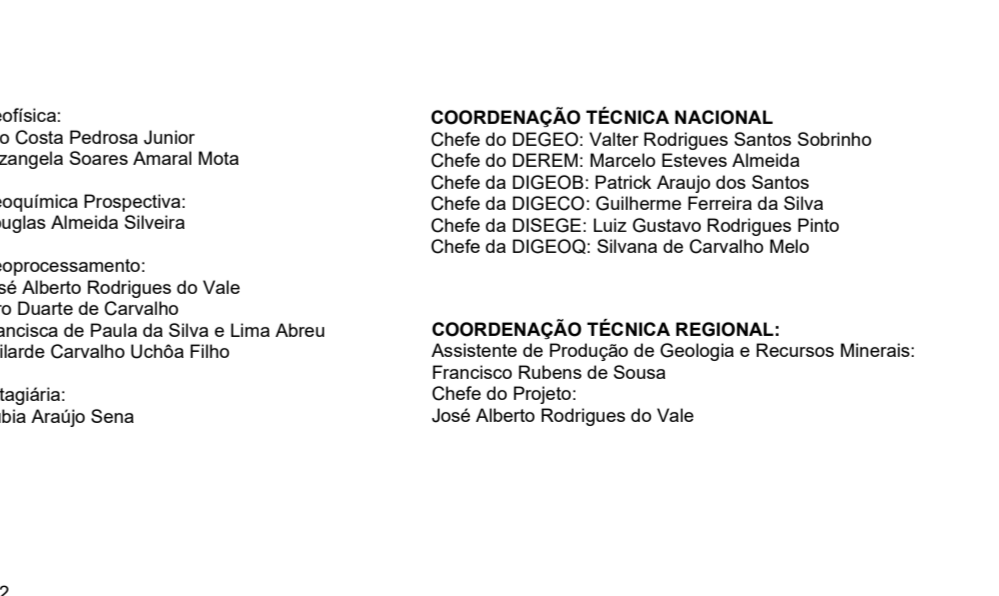 eofísica:
o Costa Pedrosa Junior
zangela Soares Amaral Mota
eoquímica Prospectiva:
uglas Almeida Silveira
eoprocessamento:
sé Alberto Rodrigues do Vale
ro Duarte de Carvalho
ancisca de Paula da Silva e Lima Abreu
ilarde Carvalho Uchôa Filho
tagiária:
bia Araújo Sena
COORDENAÇÃO TÉCNICA NACIONAL
Chefe do DEGEO: Valter Rodrigues Santos Sobrinho
Chefe do DEREM: Marcelo Esteves Almeida
Chefe da DIGEOB: Patrick Araujo dos Santos
Chefe da DIGECO: Guilherme Ferreira da Silva
Chefe da DISEGE: Luiz Gustavo Rodrigues Pinto
Chefe da DIGEOQ: Silvana de Carvalho Melo
COORDENAÇÃO TÉCNICA REGIONAL:
Assistente de Produção de Geologia e Recursos Minerais:
Francisco Rubens de Sousa
Chefe do Projeto:
José Alberto Rodrigues do Vale
2